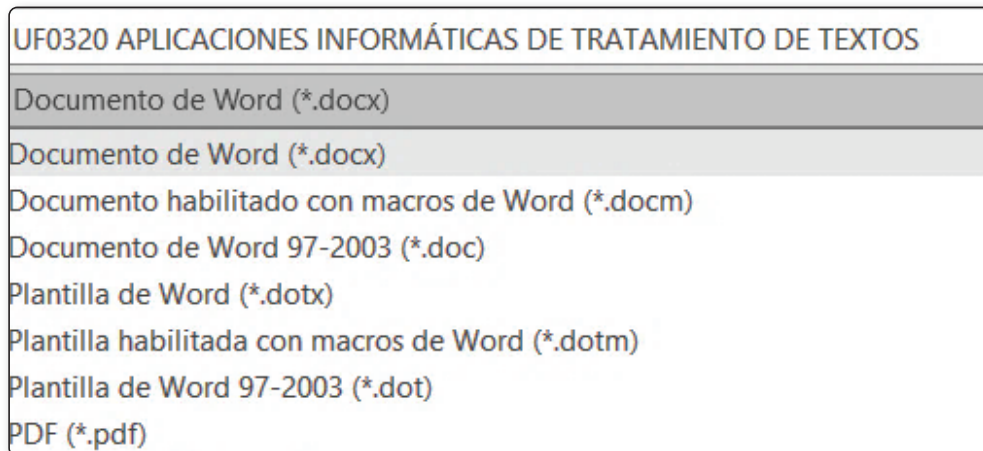 UF0320 APLICACIONES INFORMÁTICAS DE TRATAMIENTO DE TEXTOS
Documento de Word (*.docx)
Documento de Word (*.docx)
Documento habilitado con macros de Word (*.docm)
Documento de Word 97-2003 (*.doc)
Plantilla de Word (*.dotx)
Plantilla habilitada con macros de Word (*.dotm)
Plantilla de Word 97-2003 (*.dot)
PDF (*.pdf)